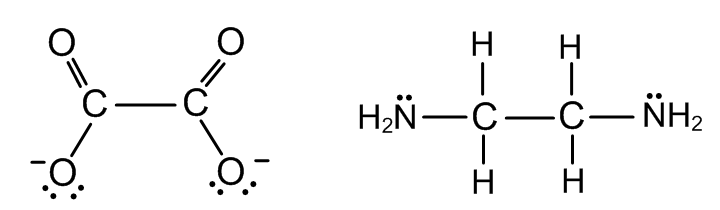 O O H H
C C H₂N C C NH₂
⁻O O⁻ H H